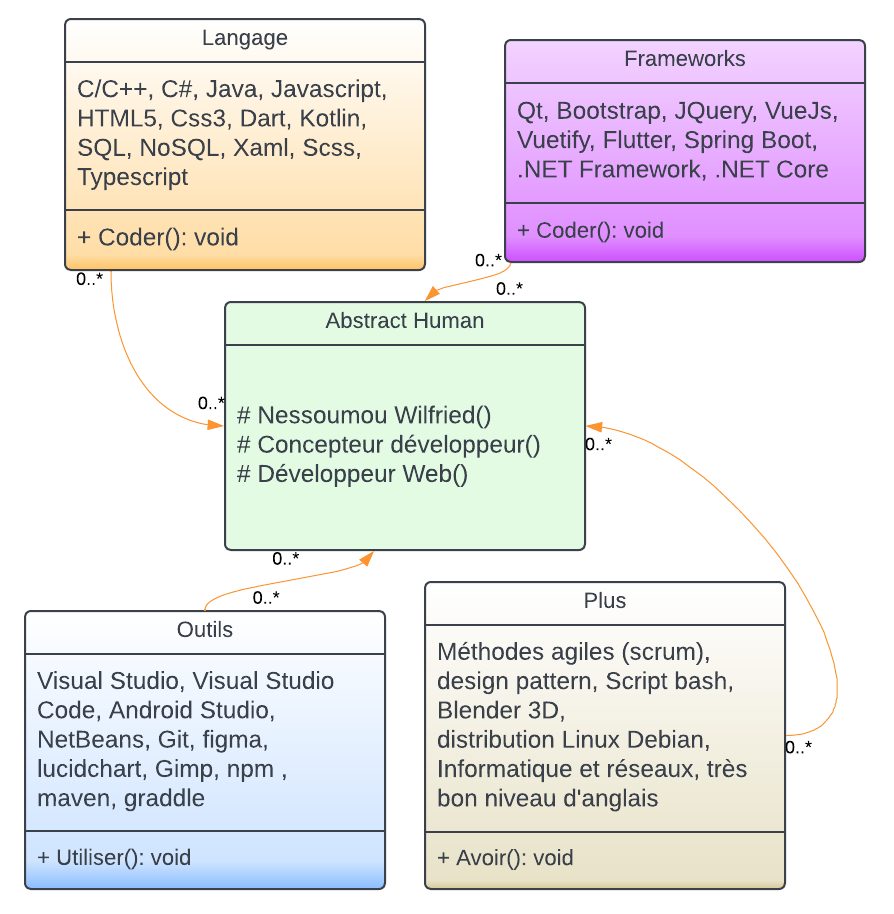 Langage
C/C++, C#, Java, Javascript,
HTML5, Css3, Dart, Kotlin,
SQL, NoSQL, Xaml, Scss,
Typescript
+ Coder(): void
0..*
Frameworks
Qt, Bootstrap, JQuery, VueJs,
Vuetify, Flutter, Spring Boot,
.NET Framework, .NET Core
+ Coder(): void
0..*
0..*
Abstract Human
0..*
# Nessoumou Wilfried()
# Concepteur développeur()
# Développeur Web()
0..*
0..*
0..*
Outils
Visual Studio, Visual Studio
Code, Android Studio,
NetBeans, Git, figma,
lucidchart, Gimp, npm ,
maven, graddle
+ Utiliser(): void
Plus
Méthodes agiles (scrum),
design pattern, Script bash,
Blender 3D,
distribution Linux Debian,
Informatique et réseaux, très
bon niveau d'anglais
+ Avoir(): void
0..*